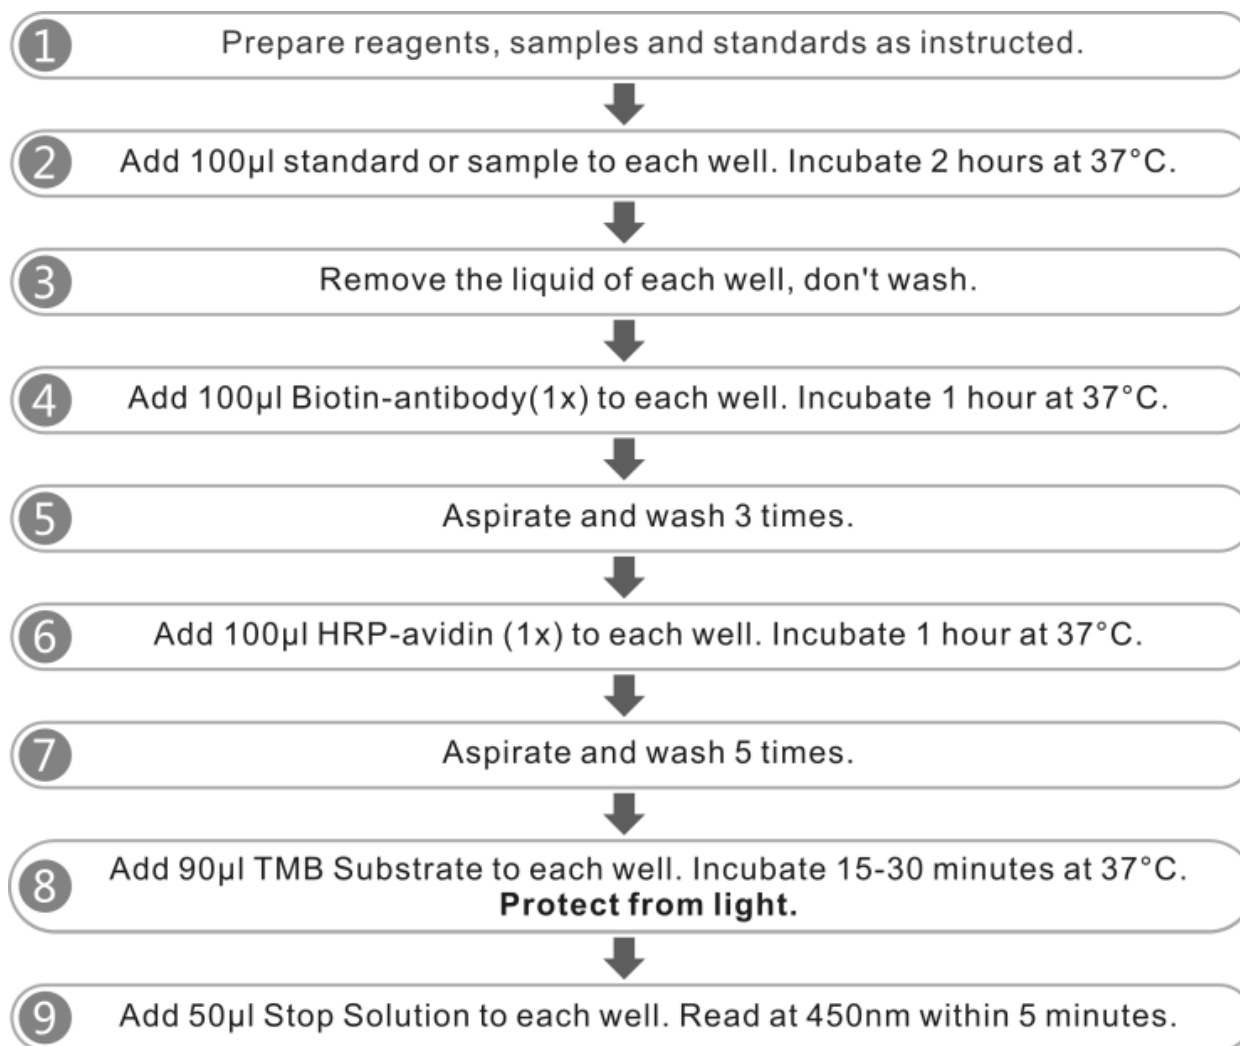 1 Prepare reagents, samples and standards as instructed.
2 Add 100µl standard or sample to each well. Incubate 2 hours at 37°C.
3 Remove the liquid of each well, don't wash.
4 Add 100µl Biotin-antibody(1x) to each well. Incubate 1 hour at 37°C.
5 Aspirate and wash 3 times.
6 Add 100µl HRP-avidin (1x) to each well. Incubate 1 hour at 37°C.
7 Aspirate and wash 5 times.
8 Add 90µl TMB Substrate to each well. Incubate 15-30 minutes at 37°C.
Protect from light.
9 Add 50µl Stop Solution to each well. Read at 450nm within 5 minutes.